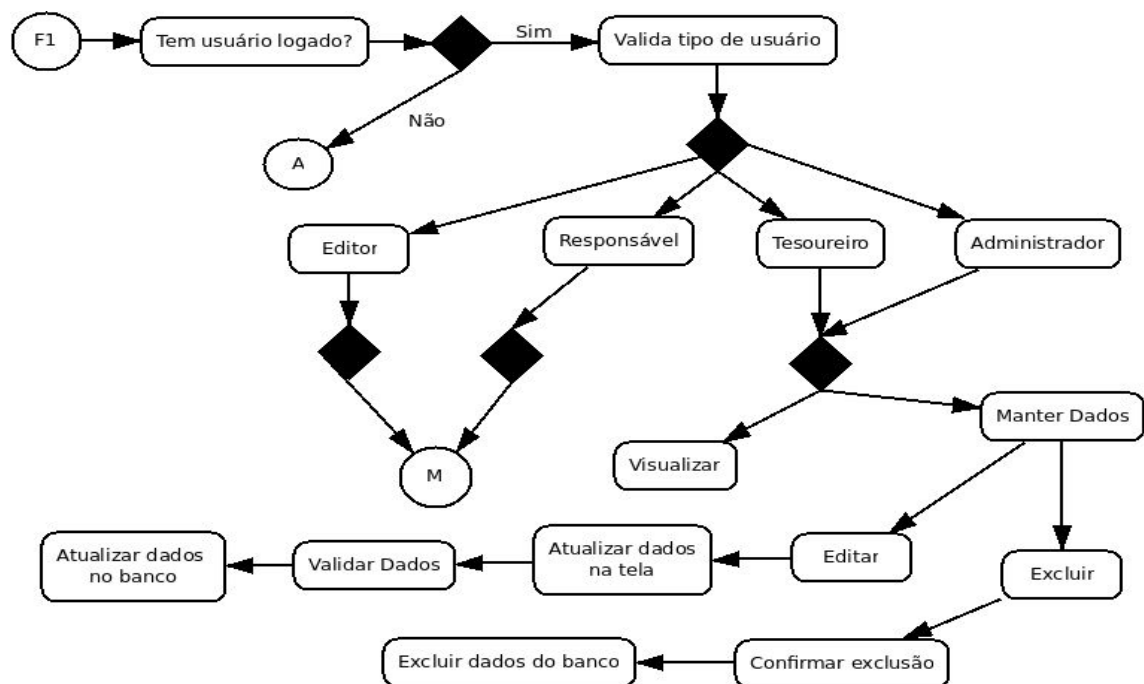 F1
Tem usuário logado?
Sim
Valida tipo de usuário
Não
A
Editor
Responsável
Tesoureiro
Administrador
Manter Dados
Visualizar
M
Atualizar dados
no banco
Validar Dados
Atualizar dados
na tela
Editar
Excluir
Excluir dados do banco
Confirmar exclusão